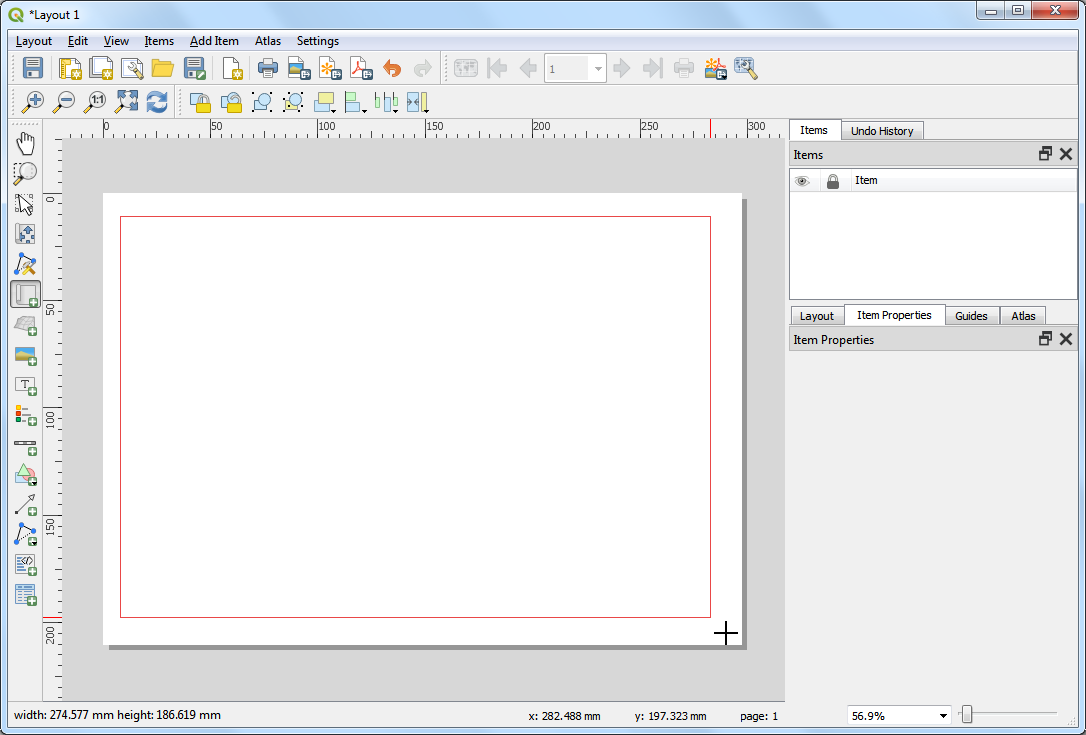 *Layout 1
Layout Edit View Items Add Item Atlas Settings
1
1:1
0 50 100 150 200 250 300
Items Undo History
Items
Item
0
50
100
150
200
T
Layout Item Properties Guides Atlas
Item Properties
width: 274.577 mm height: 186.619 mm x: 282.488 mm y: 197.323 mm page: 1 56.9%